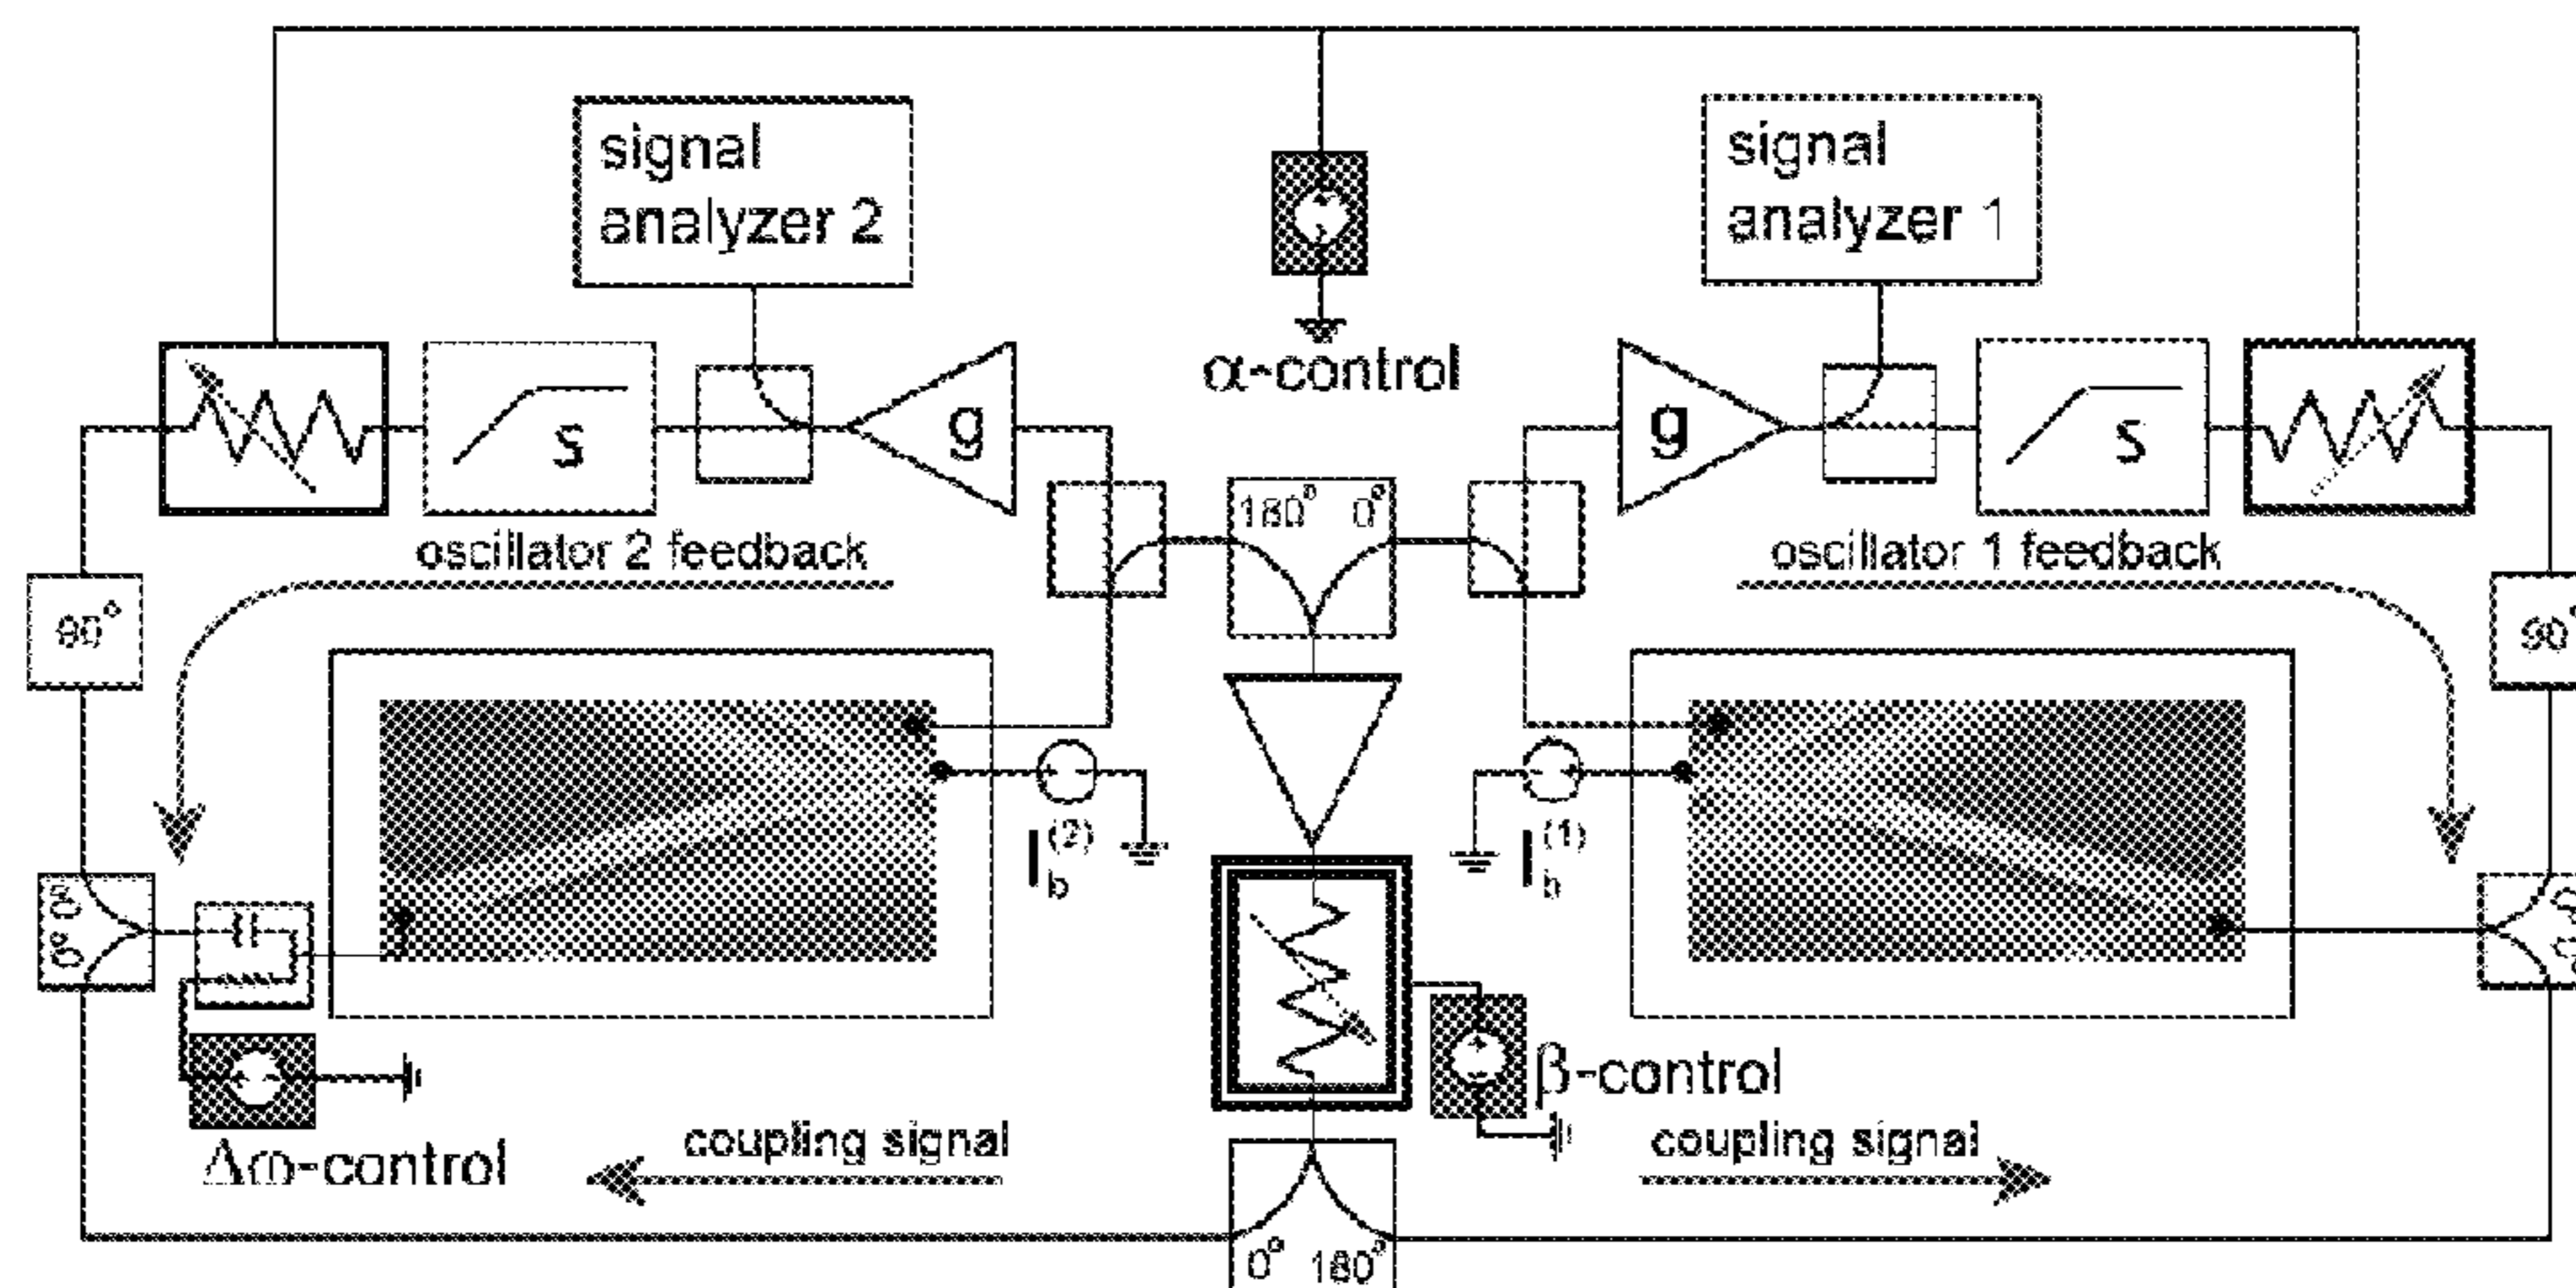 signal
analyzer 2
signal
analyzer 1
α-control
g
g
S
S
180° 0°
oscillator 2 feedback
oscillator 1 feedback
90°
90°
I_b^(2)
I_b^(1)
0° 0°
β-control
Δω-control
coupling signal
coupling signal
0° 180°